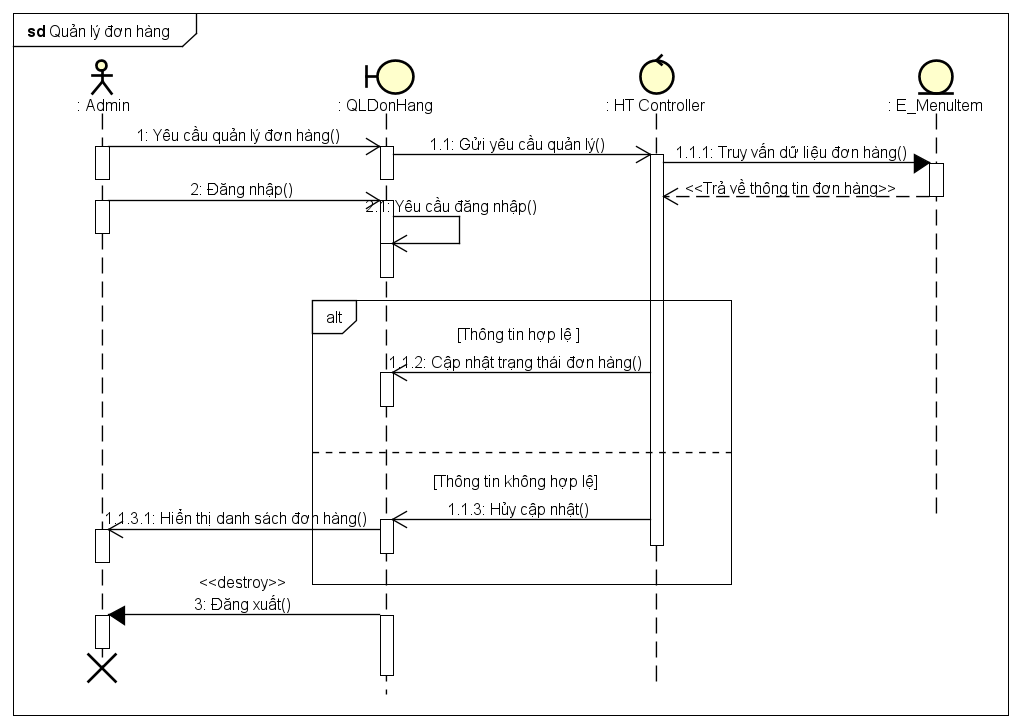 sd Quản lý đơn hàng
: Admin
: QLDonHang
: HT Controller
: E_MenuItem
1: Yêu cầu quản lý đơn hàng()
1.1: Gửi yêu cầu quản lý()
1.1.1: Truy vấn dữ liệu đơn hàng()
<<Trả về thông tin đơn hàng>>
2: Đăng nhập()
2.1: Yêu cầu đăng nhập()
alt
[Thông tin hợp lệ ]
1.1.2: Cập nhật trạng thái đơn hàng()
[Thông tin không hợp lệ]
1.1.3: Hủy cập nhật()
1.1.3.1: Hiển thị danh sách đơn hàng()
<<destroy>>
3: Đăng xuất()